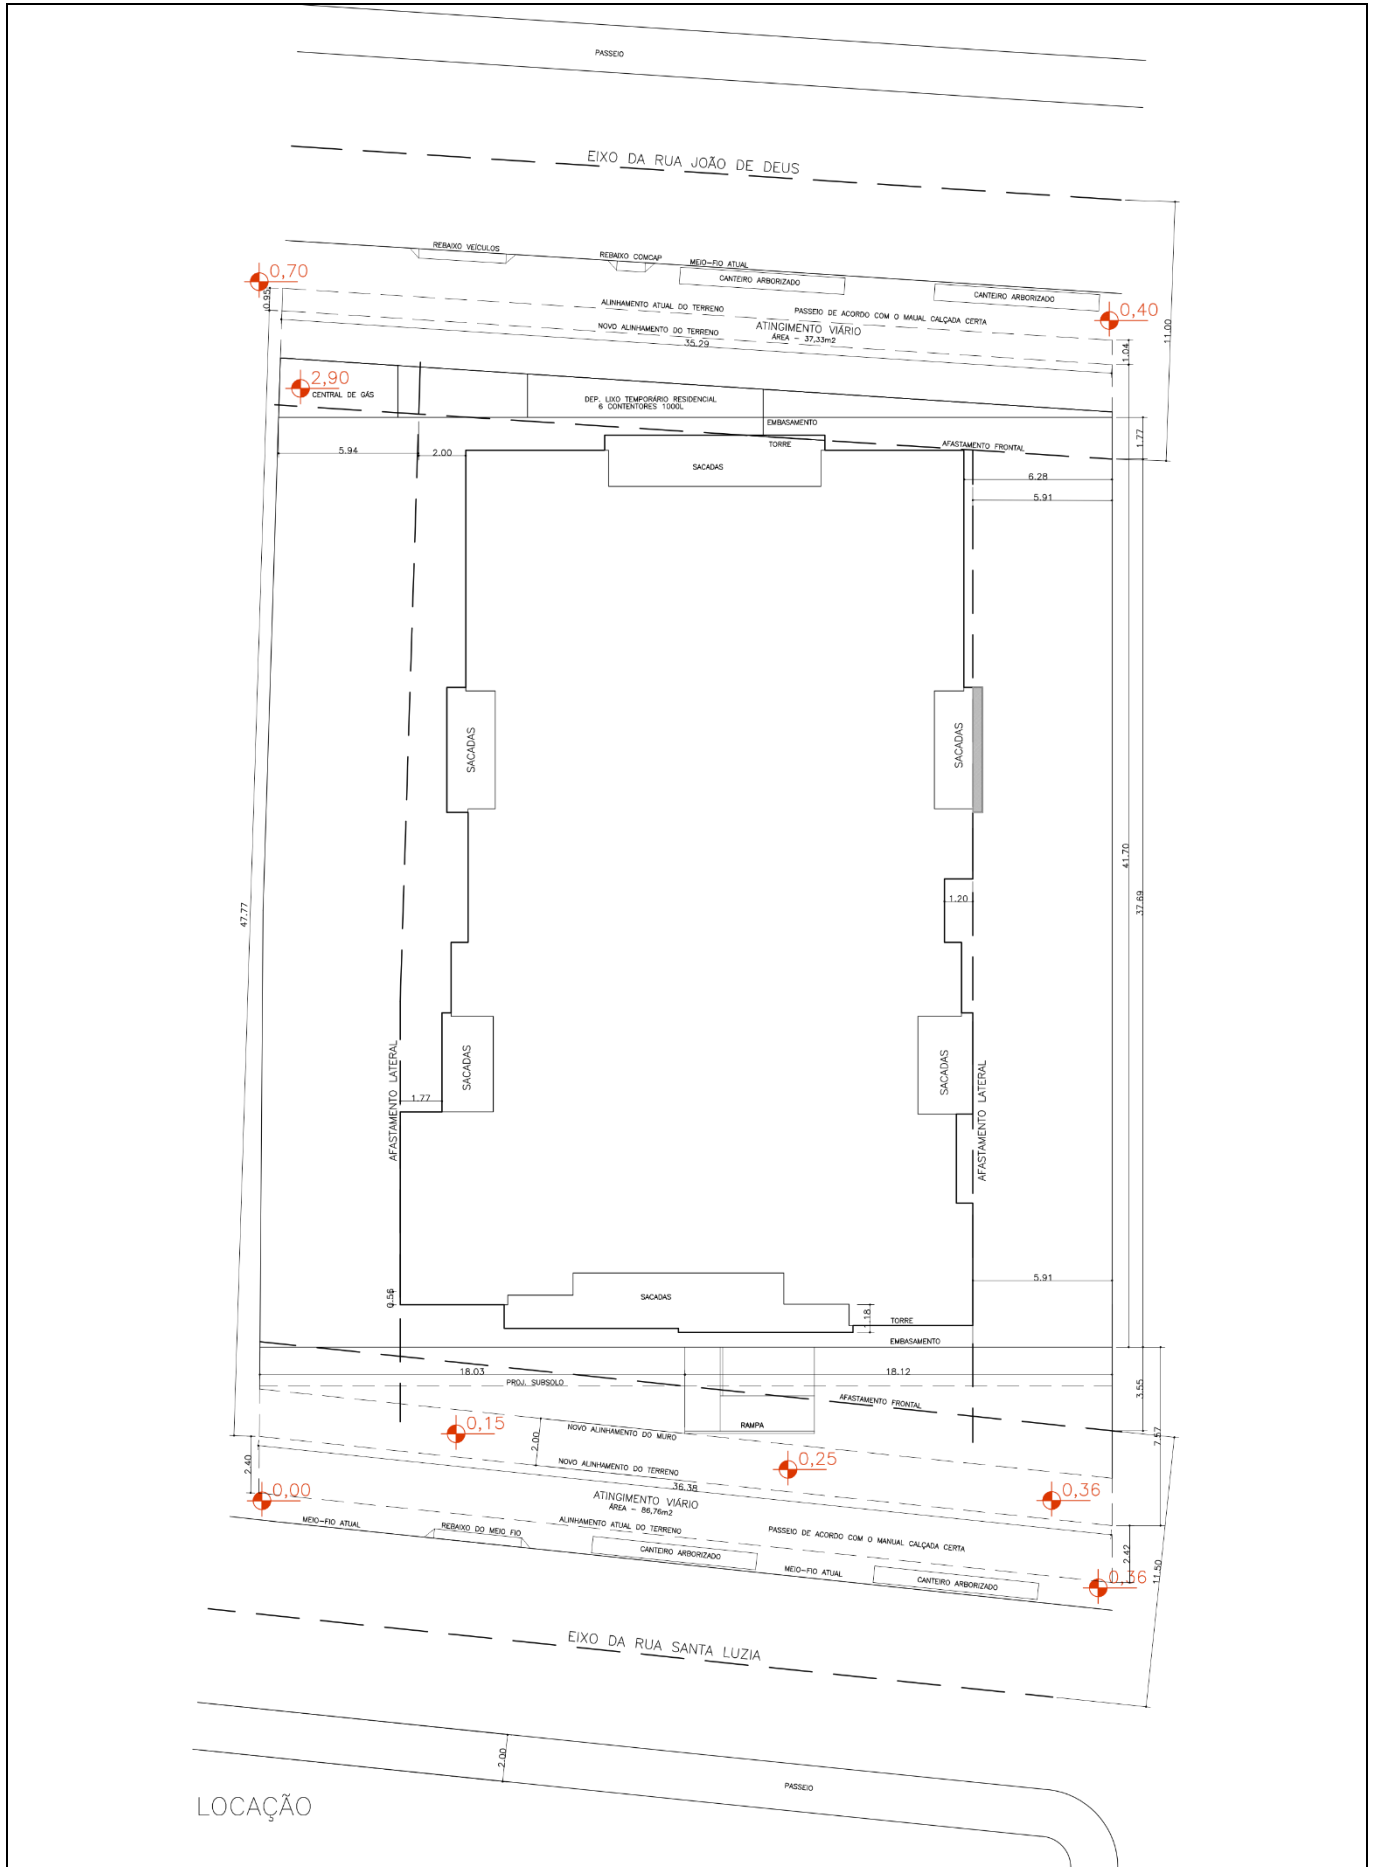 PASSEIO
EIXO DA RUA JOÃO DE DEUS
REBAIXO VEÍCULOS
REBAIXO COMCAP
MEIO-FIO ATUAL
CANTEIRO ARBORIZADO
CANTEIRO ARBORIZADO
0,70
0.95
0,40
11.00
ALINHAMENTO ATUAL DO TERRENO
PASSEIO DE ACORDO COM O MAUAL CALÇADA CERTA
NOVO ALINHAMENTO DO TERRENO
ATINGIMENTO VIÁRIO
ÁREA - 37,33m2
35.29
1.04
2,90
CENTRAL DE GÁS
DEP. LIXO TEMPORÁRIO RESIDENCIAL
6 CONTENTORES 1000L
EMBASAMENTO
TORRE
AFASTAMENTO FRONTAL
1.77
5.94
2.00
SACADAS
6.28
5.91
SACADAS
SACADAS
41.70
37.69
47.77
1.20
SACADAS
SACADAS
AFASTAMENTO LATERAL
AFASTAMENTO LATERAL
1.77
5.91
0.56
SACADAS
1.18
TORRE
EMBASAMENTO
18.03
18.12
PROJ. SUBSOLO
AFASTAMENTO FRONTAL
3.55
7.57
RAMPA
0,15
2.00
NOVO ALINHAMENTO DO MURO
NOVO ALINHAMENTO DO TERRENO
0,25
2.40
36.38
0,00
0,36
ATINGIMENTO VIÁRIO
ÁREA - 86,76m2
MEIO-FIO ATUAL
REBAIXO DO MEIO FIO
ALINHAMENTO ATUAL DO TERRENO
PASSEIO DE ACORDO COM O MANUAL CALÇADA CERTA
CANTEIRO ARBORIZADO
MEIO-FIO ATUAL
CANTEIRO ARBORIZADO
2.42
11.50
0,36
EIXO DA RUA SANTA LUZIA
2.00
PASSEIO
LOCAÇÃO